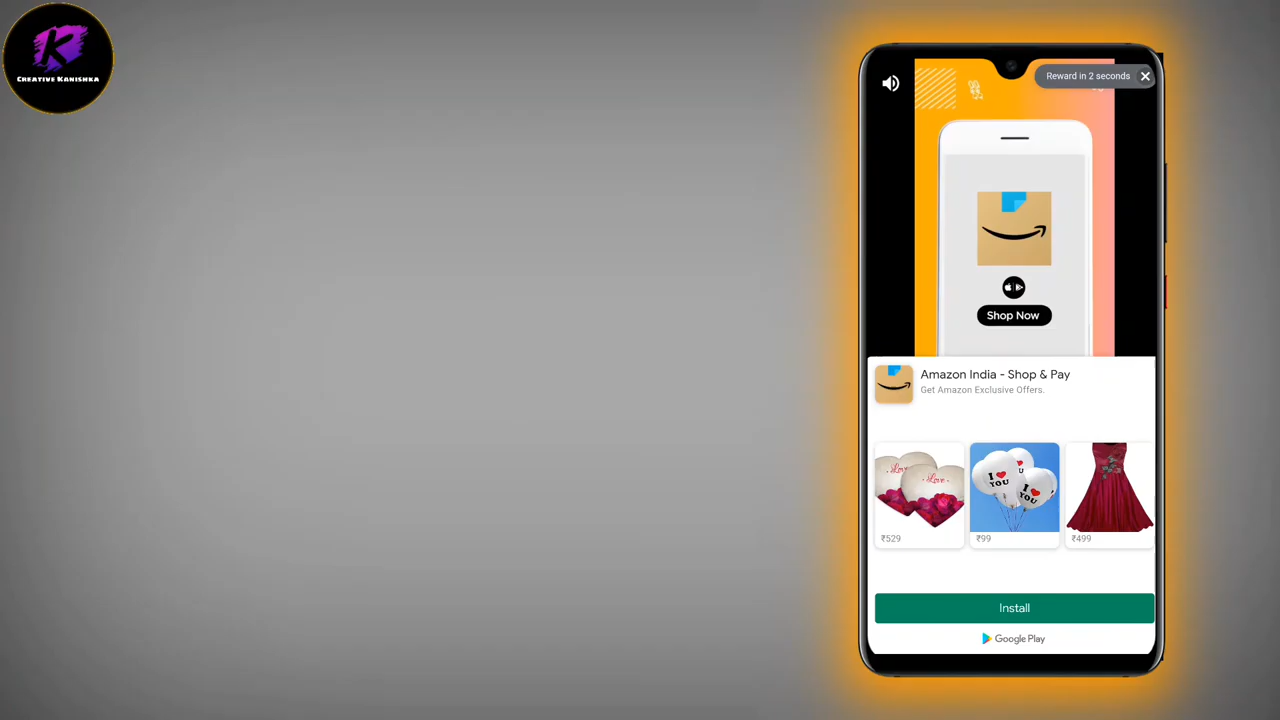 K
CREATIVE KANISHKA
Reward in 2 seconds
Shop Now
Amazon India - Shop & Pay
Get Amazon Exclusive Offers.
Love
Love
I ❤ YOU
I ❤ YOU
₹529
₹99
₹499
Install
Google Play